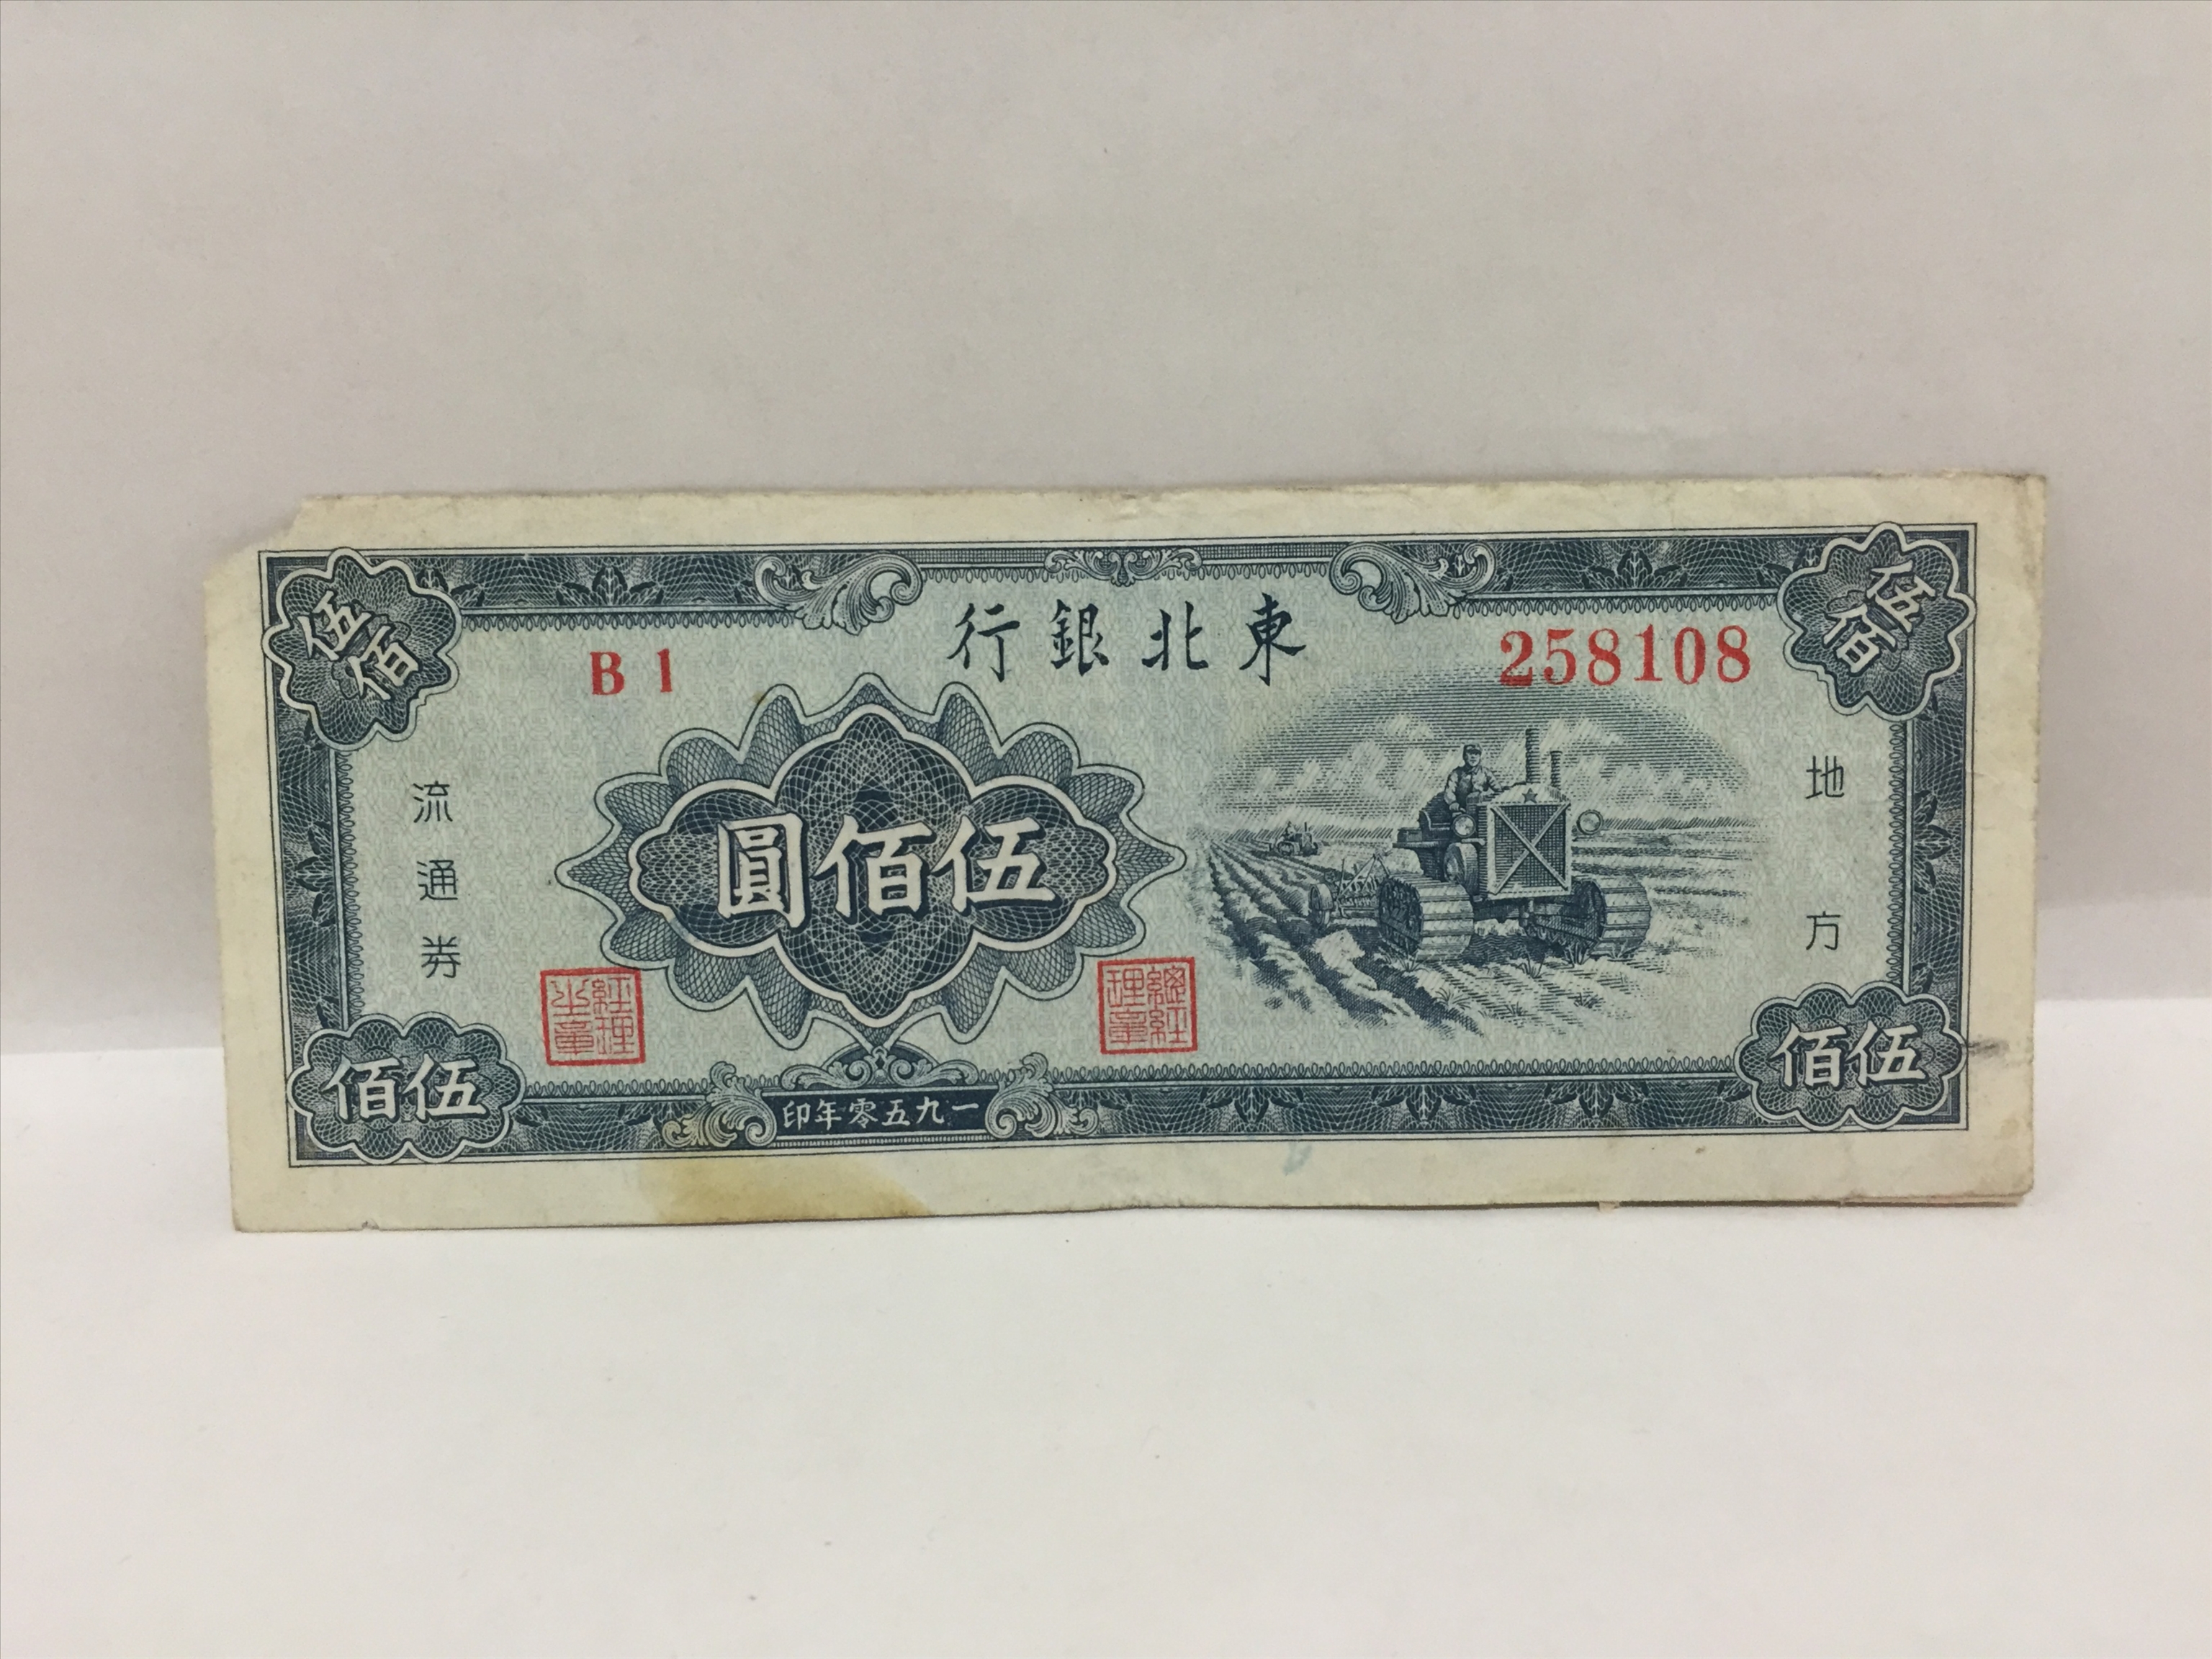 東北銀行
B 1
258108
伍佰
伍佰
地方
流通券
伍佰圓
經理之章
總經理章
伍佰
伍佰
一九五零年印